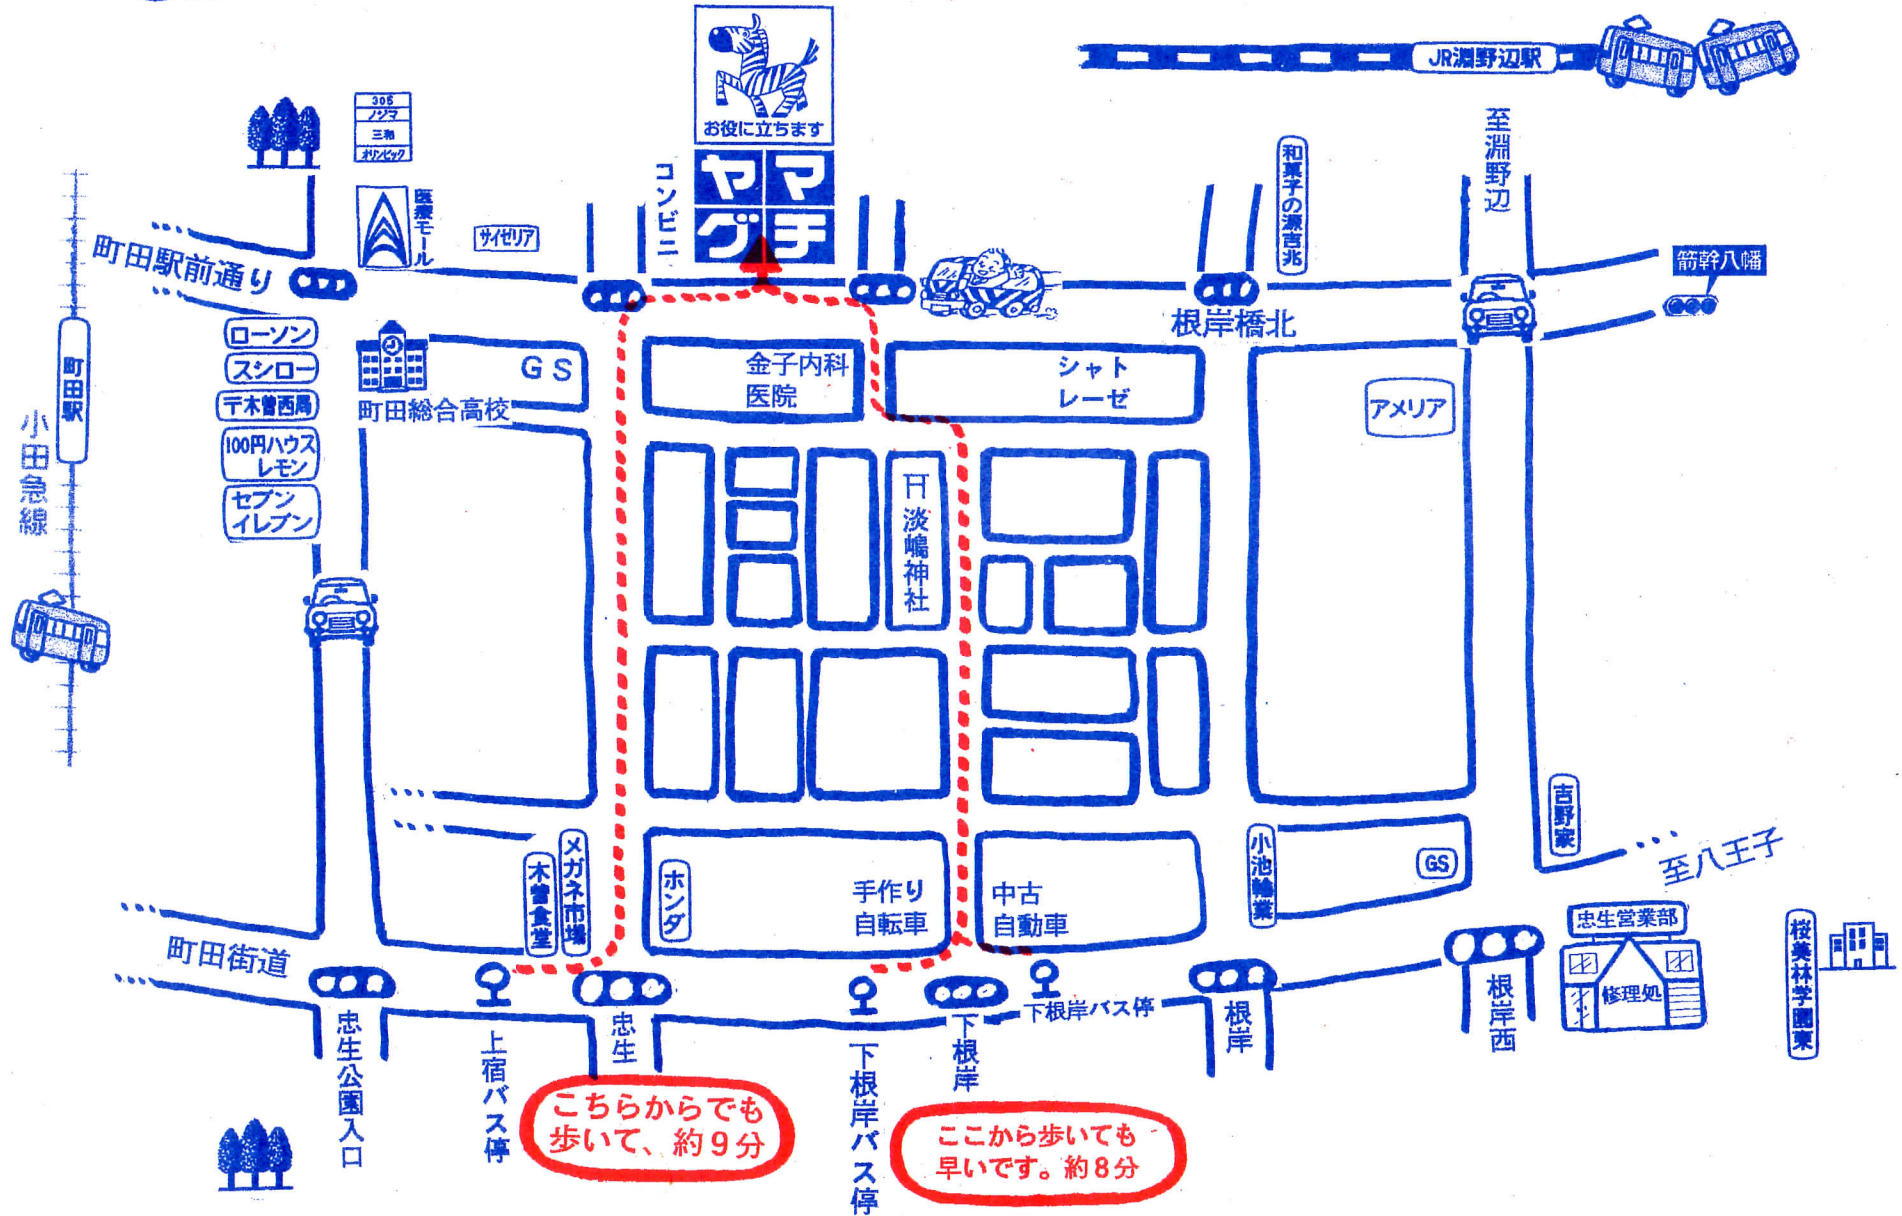 JR淵野辺駅
お役に立ちます
ヤマ
グチ
305
ノジマ
三和
オリンピック
医療モール
サイゼリア
コンビニ
和菓子の源吉兆
至淵野辺
筋幹八幡
町田駅前通り
根岸橋北
ローソン
スシロー
〒木曽西局
100円ハウス
レモン
セブン
イレブン
町田駅
小田急線
町田総合高校
GS
金子内科
医院
シャト
レーゼ
アメリア
淡嶋神社
吉野家
至八王子
メガネ市場
木曽食堂
ホンダ
手作り
自転車
中古
自動車
小池輪業
GS
忠生営業部
修理処
桜美林学園東
町田街道
忠生公園入口
上宿バス停
忠生
下根岸バス停
下根岸
下根岸バス停
根岸
根岸西
こちらからでも
歩いて、約9分
ここから歩いても
早いです。約8分